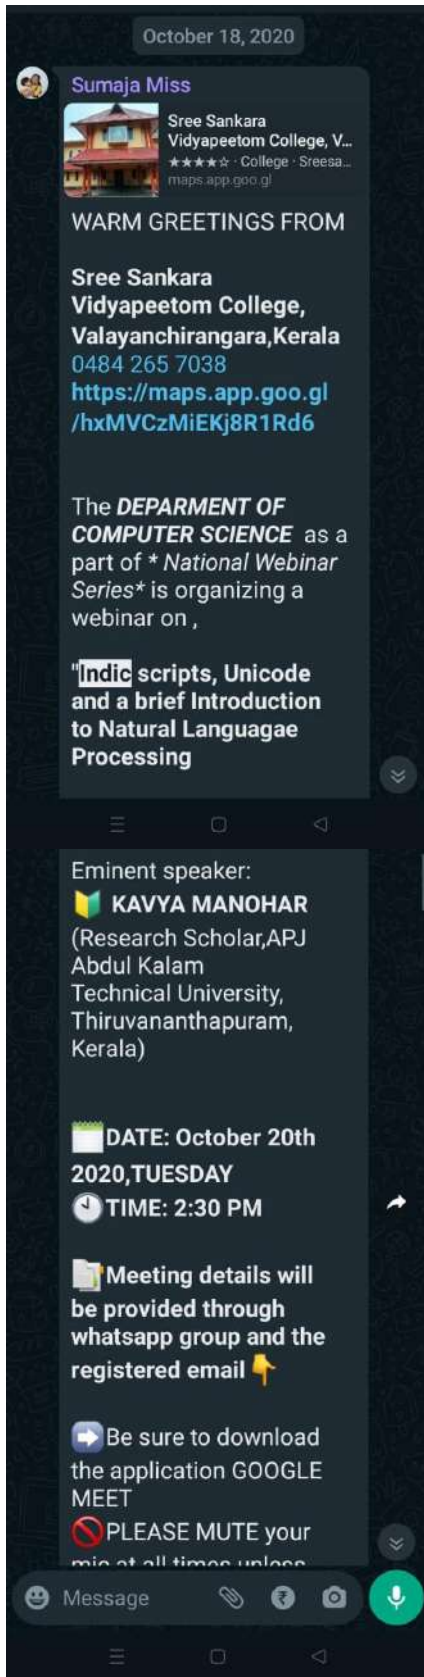 October 18, 2020
Sumaja Miss
Sree Sankara
Vidyapeetom College, V...
★★★★☆ · College · Sreesa...
maps.app.goo.gl
WARM GREETINGS FROM
Sree Sankara
Vidyapeetom College,
Valayanchirangara,Kerala
0484 265 7038
https://maps.app.goo.gl
/hxMVCzMiEKj8R1Rd6
The DEPARMENT OF
COMPUTER SCIENCE as a
part of * National Webinar
Series* is organizing a
webinar on ,
"Indic scripts, Unicode
and a brief Introduction
to Natural Languagae
Processing
Eminent speaker:
🔰 KAVYA MANOHAR
(Research Scholar,APJ
Abdul Kalam
Technical University,
Thiruvananthapuram,
Kerala)
🗓DATE: October 20th
2020,TUESDAY
🕙TIME: 2:30 PM
📑Meeting details will
be provided through
whatsapp group and the
registered email 👇
➡Be sure to download
the application GOOGLE
MEET
🚫PLEASE MUTE your
mic at all times unless
Message